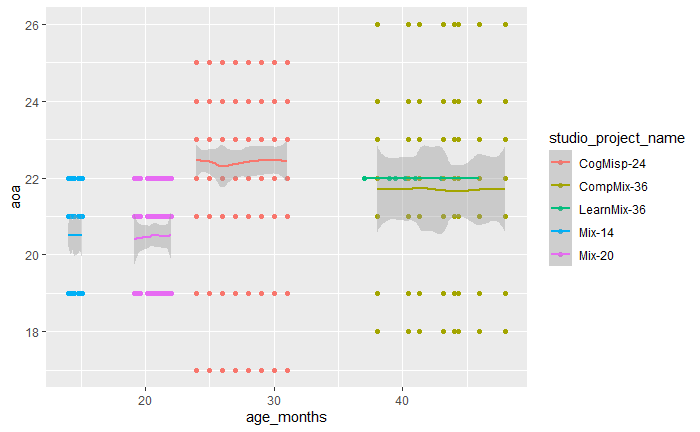 26
24
22
20
18
aoa
20
30
40
age_months
studio_project_name
CogMisp-24
CompMix-36
LearnMix-36
Mix-14
Mix-20